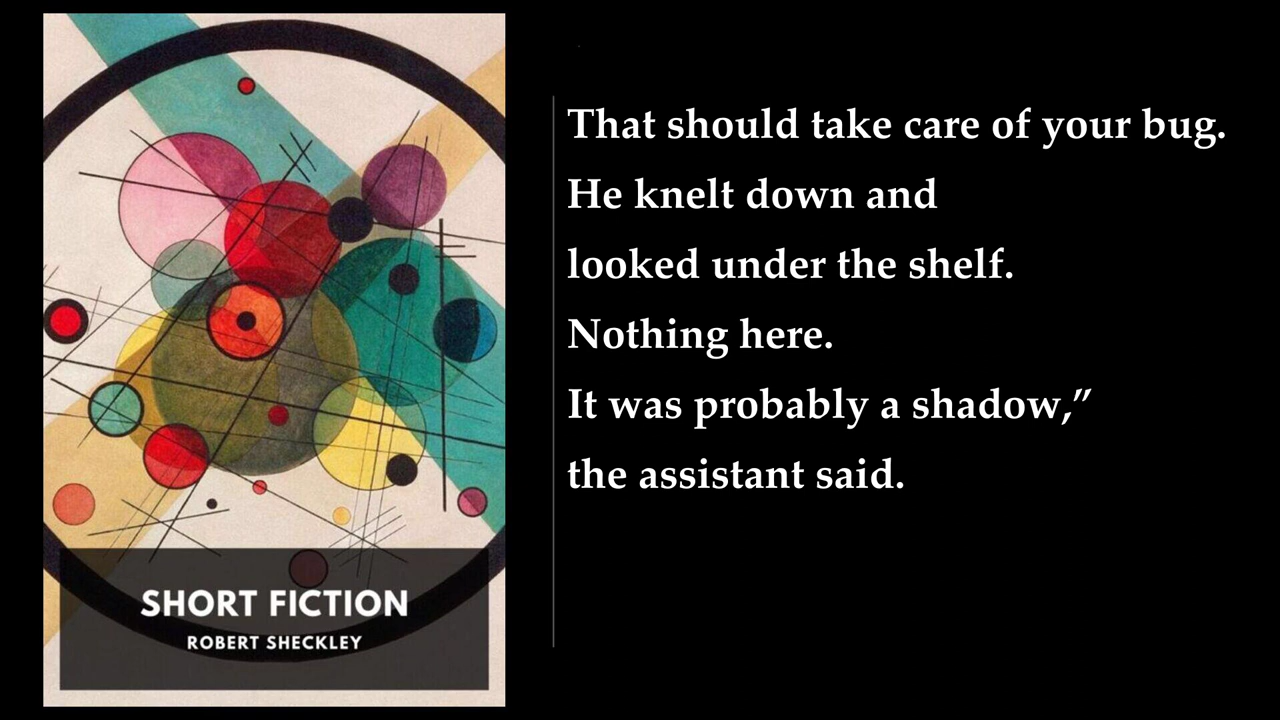 SHORT FICTION
ROBERT SHECKLEY
That should take care of your bug.
He knelt down and
looked under the shelf.
Nothing here.
It was probably a shadow,”
the assistant said.